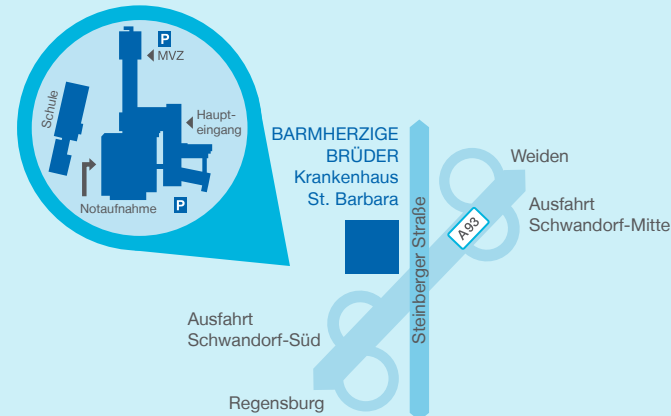 P
MVZ
Schule
Haupt-
eingang
Notaufnahme
P
BARMHERZIGE
BRÜDER
Krankenhaus
St. Barbara
Steinberger Straße
Weiden
Ausfahrt
Schwandorf-Mitte
A93
Ausfahrt
Schwandorf-Süd
Regensburg